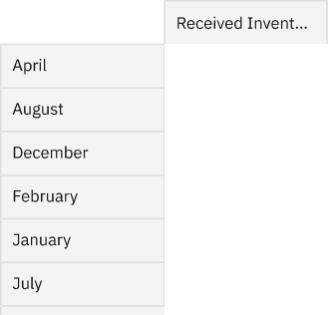 Received Invent...
April
August
December
February
January
July